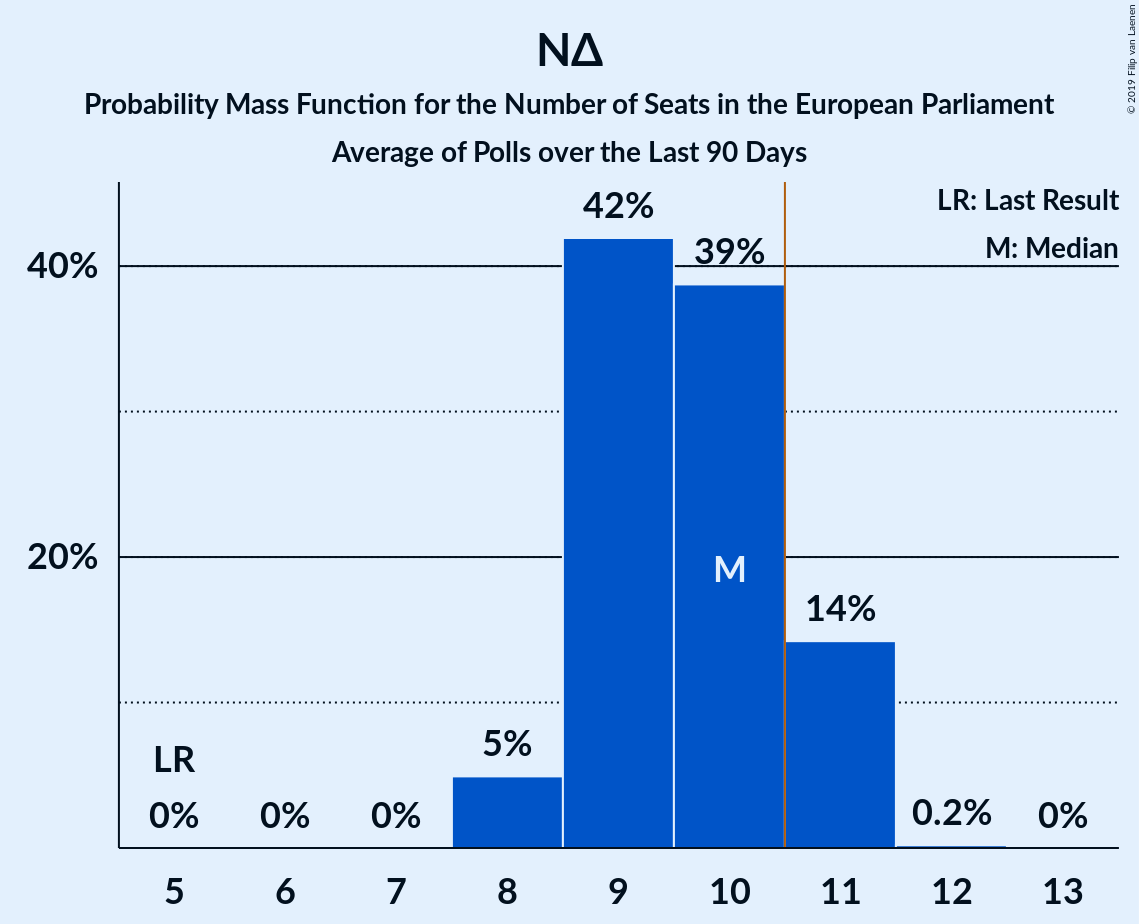 ΝΔ
Probability Mass Function for the Number of Seats in the European Parliament
Average of Polls over the Last 90 Days
© 2019 Filip van Laenen
LR: Last Result
M: Median
42%
39%
40%
20%
M
14%
5%
LR
0%
0%
0%
0.2%
0%
5
6
7
8
9
10
11
12
13